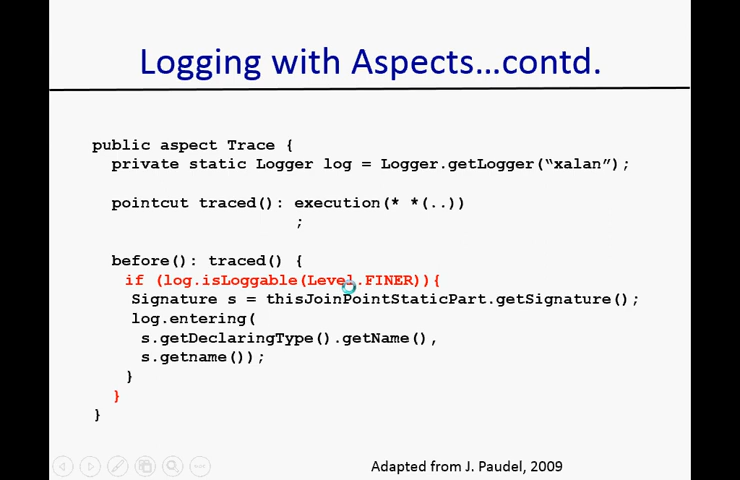 Logging with Aspects...contd.
public aspect Trace {
private static Logger log = Logger.getLogger(“xalan”);
pointcut traced(): execution(* *(..))
;
before(): traced() {
if (log.isLoggable(Level.FINER)){
Signature s = thisJoinPointStaticPart.getSignature();
log.entering(
s.getDeclaringType().getName(),
s.getname());
}
}
}
Adapted from J. Paudel, 2009